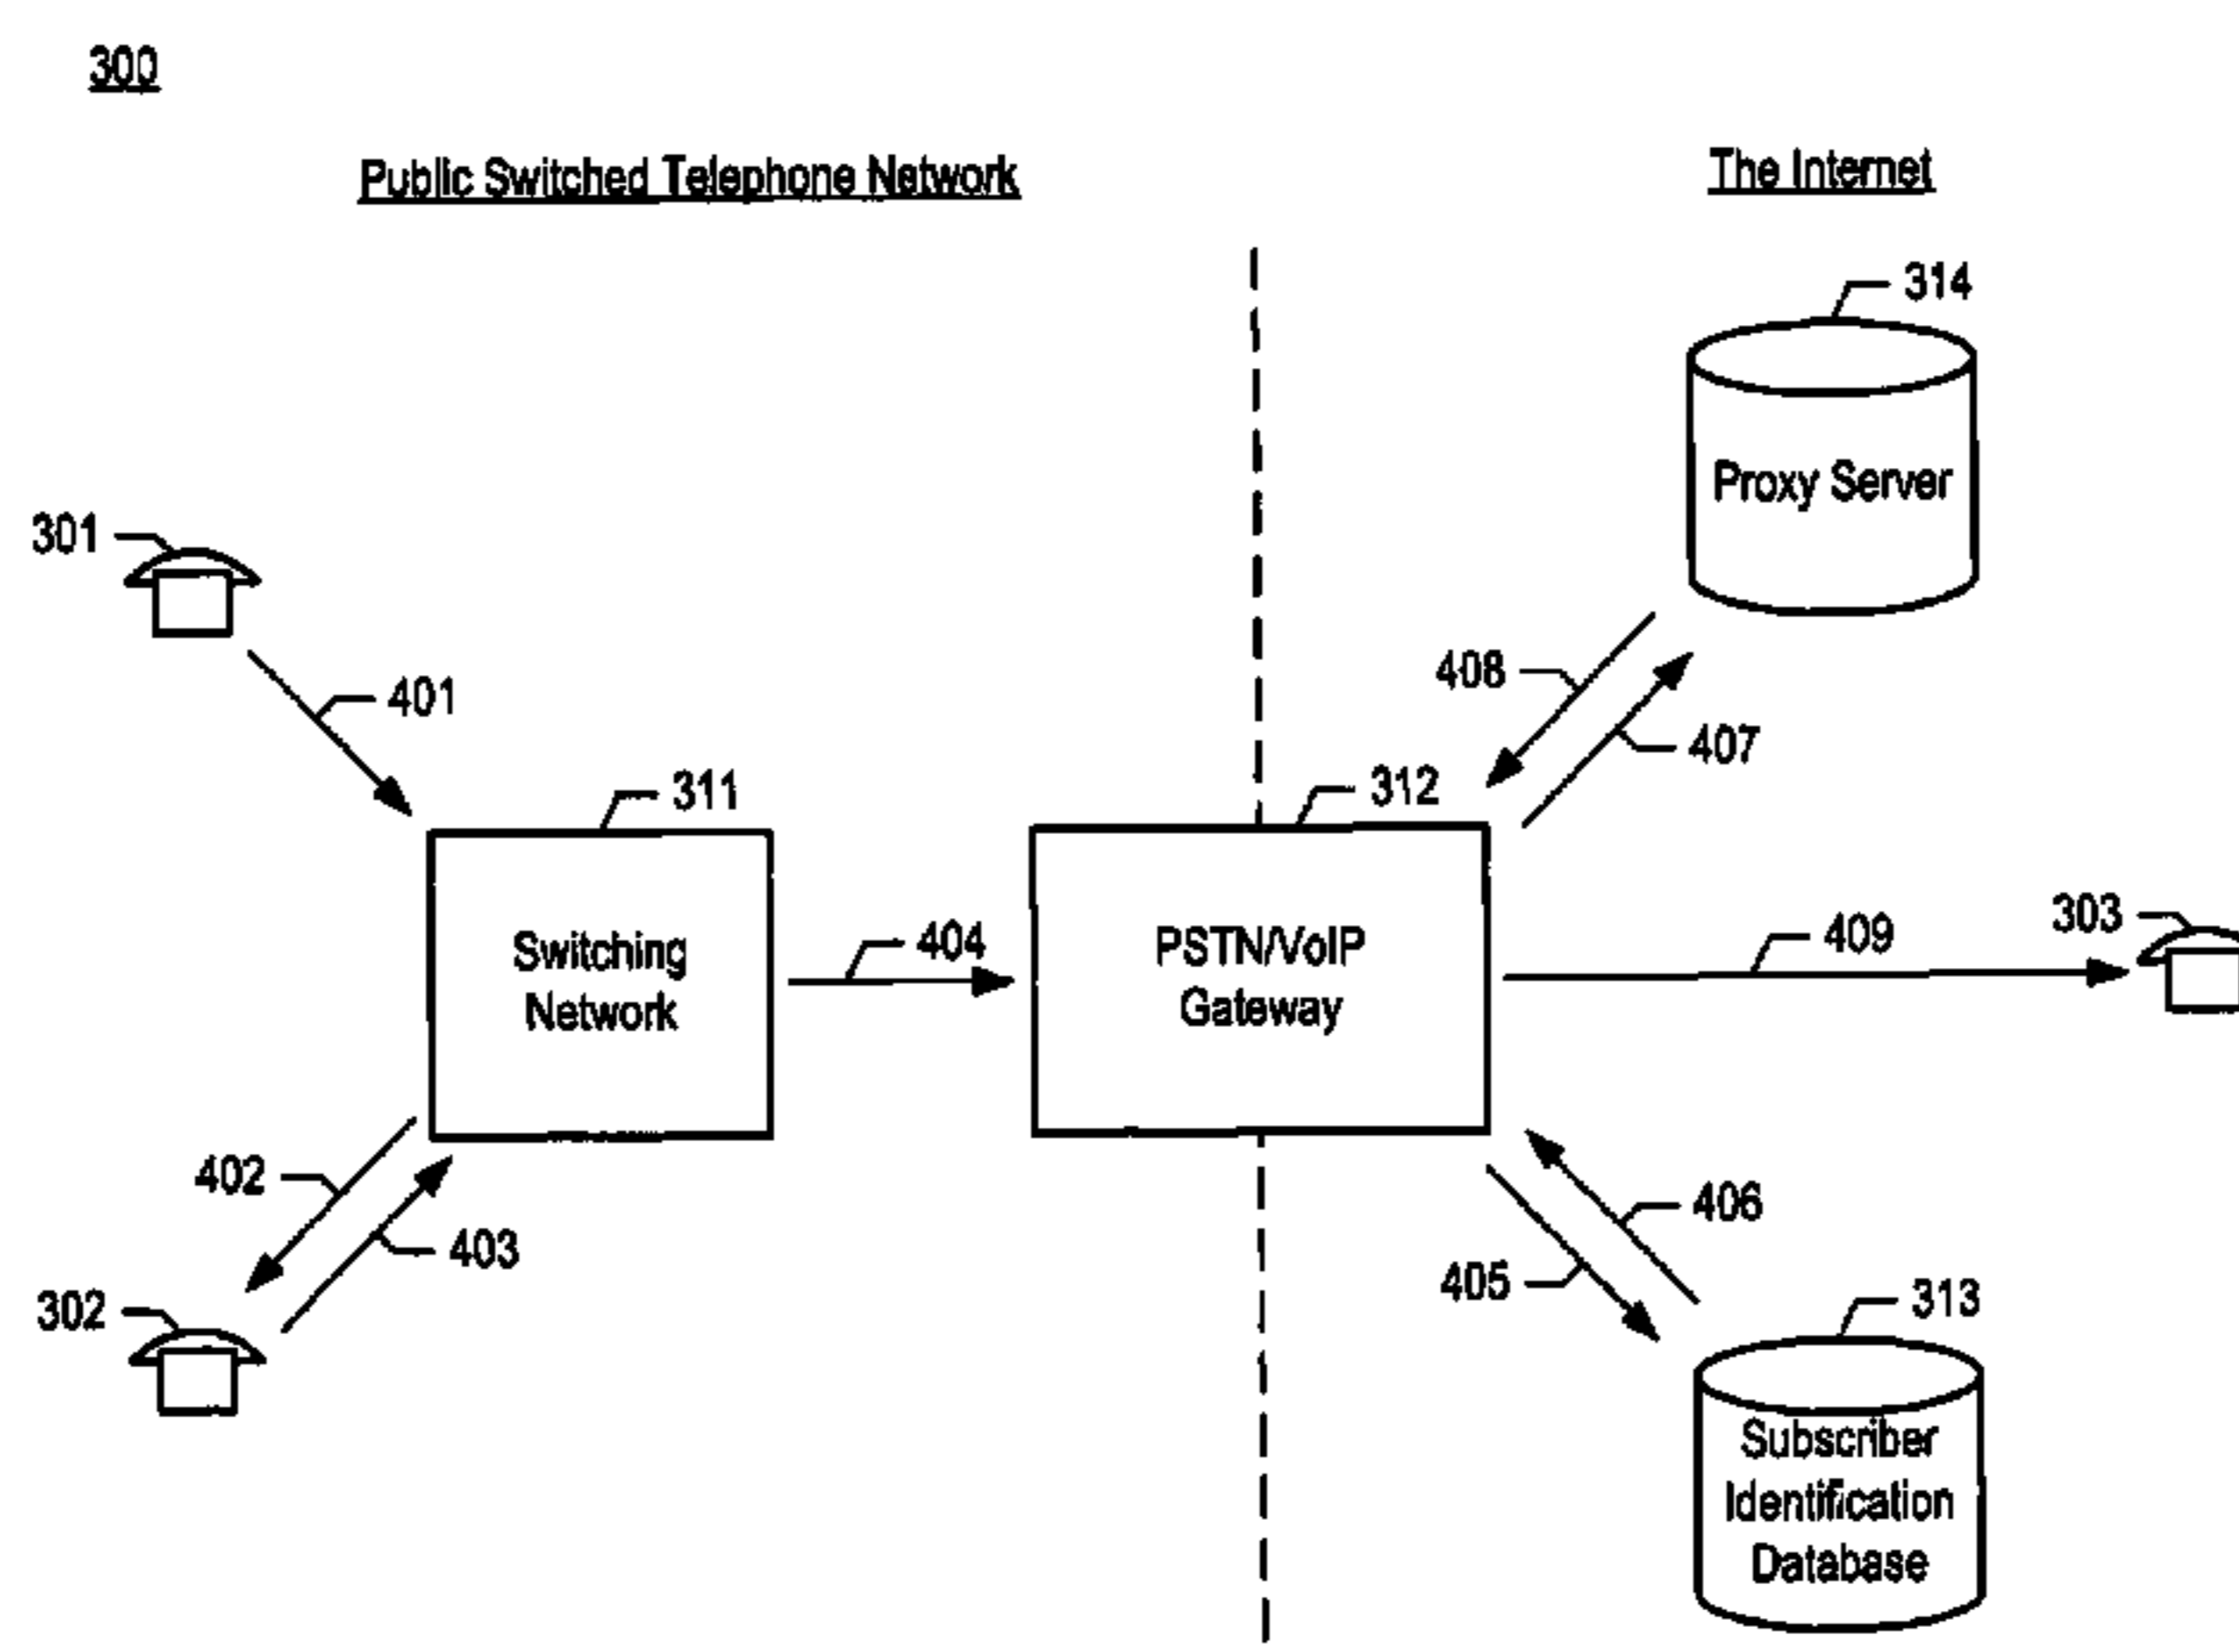 300
Public Switched Telephone Network
The Internet
314
Proxy Server
301
401
408
407
311
312
Switching
Network
404
PSTN/VoIP
Gateway
409
303
402
403
302
406
405
313
Subscriber
Identification
Database